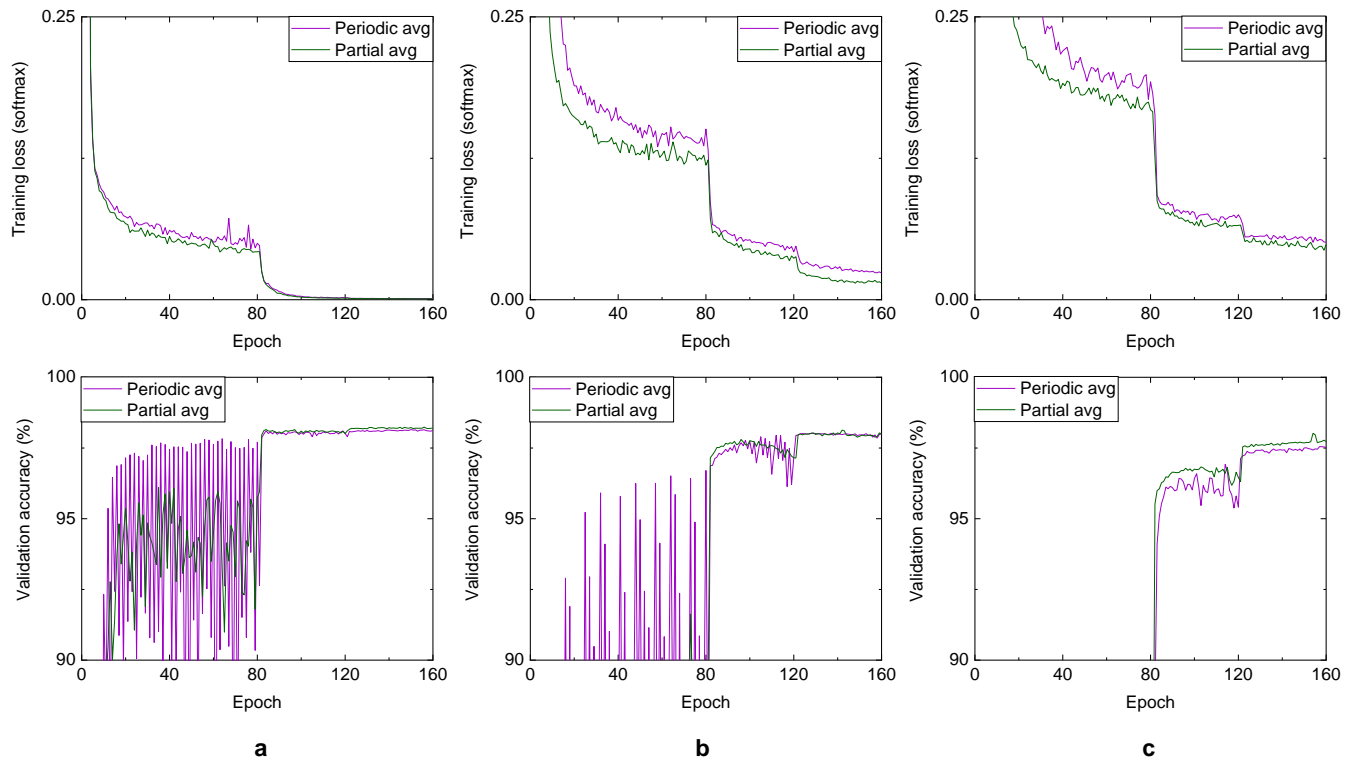 0.25
Periodic avg
Partial avg
Training loss (softmax)
0.00
0
40
80
120
160
Epoch
0.25
Periodic avg
Partial avg
Training loss (softmax)
0.00
0
40
80
120
160
Epoch
0.25
Periodic avg
Partial avg
Training loss (softmax)
0.00
0
40
80
120
160
Epoch
100
Periodic avg
Partial avg
Validation accuracy (%)
95
90
0
40
80
120
160
Epoch
a
100
Periodic avg
Partial avg
Validation accuracy (%)
95
90
0
40
80
120
160
Epoch
b
100
Periodic avg
Partial avg
Validation accuracy (%)
95
90
0
40
80
120
160
Epoch
c